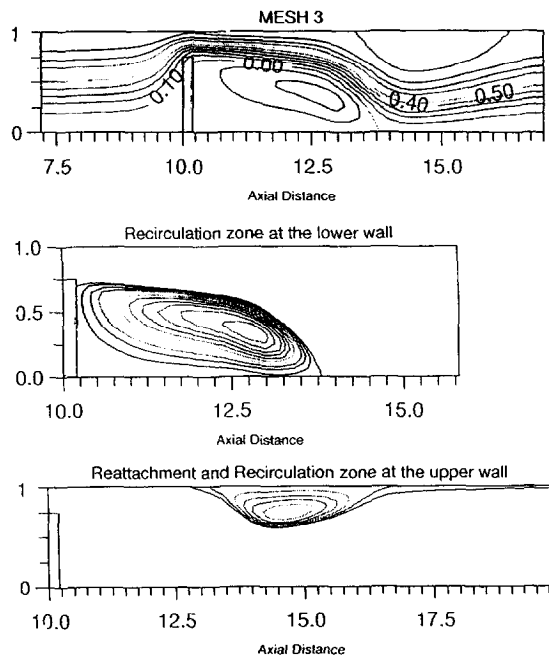 MESH 3
1
0.00
0.10
0.40
0.50
0
7.5 10.0 12.5 15.0
Axial Distance
Recirculation zone at the lower wall
1.0
0.5
0.0
10.0 12.5 15.0
Axial Distance
Reattachment and Recirculation zone at the upper wall
1
0
10.0 12.5 15.0 17.5
Axial Distance